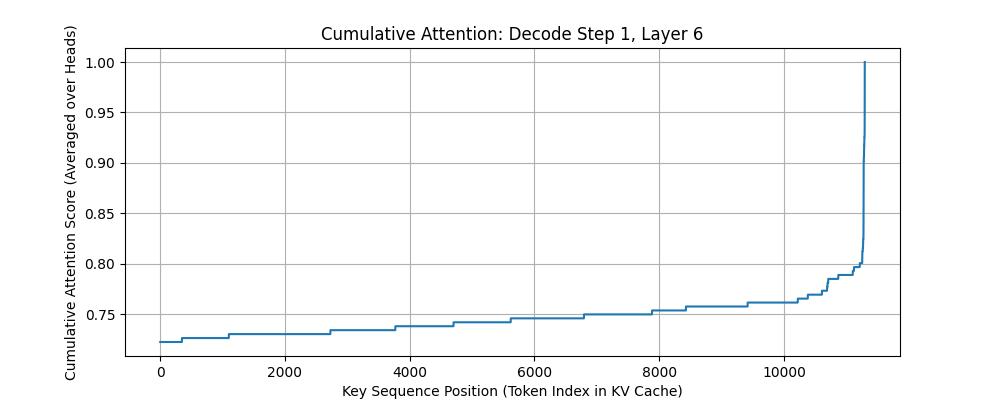 Cumulative Attention: Decode Step 1, Layer 6
Cumulative Attention Score (Averaged over Heads)
1.00
0.95
0.90
0.85
0.80
0.75
0 2000 4000 6000 8000 10000
Key Sequence Position (Token Index in KV Cache)